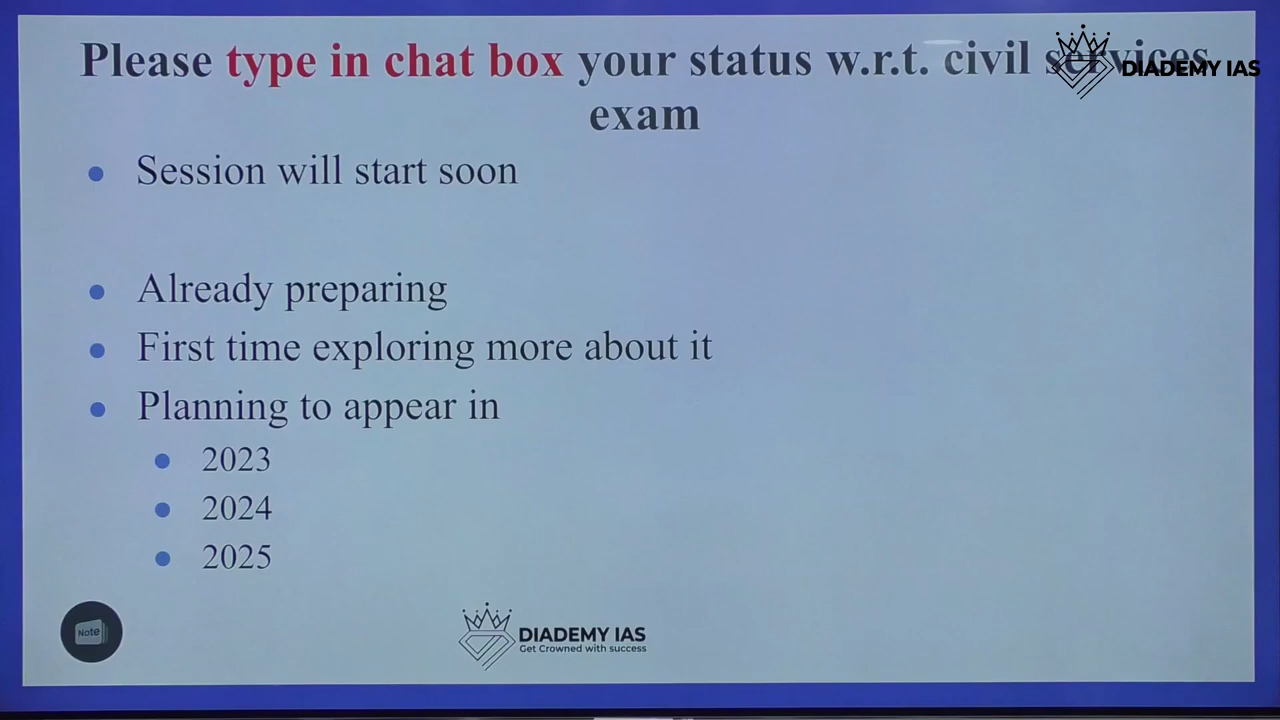 Please type in chat box your status w.r.t. civil services
exam
DIADEMY IAS
Session will start soon
Already preparing
First time exploring more about it
Planning to appear in
2023
2024
2025
Note
DIADEMY IAS
Get Crowned with success